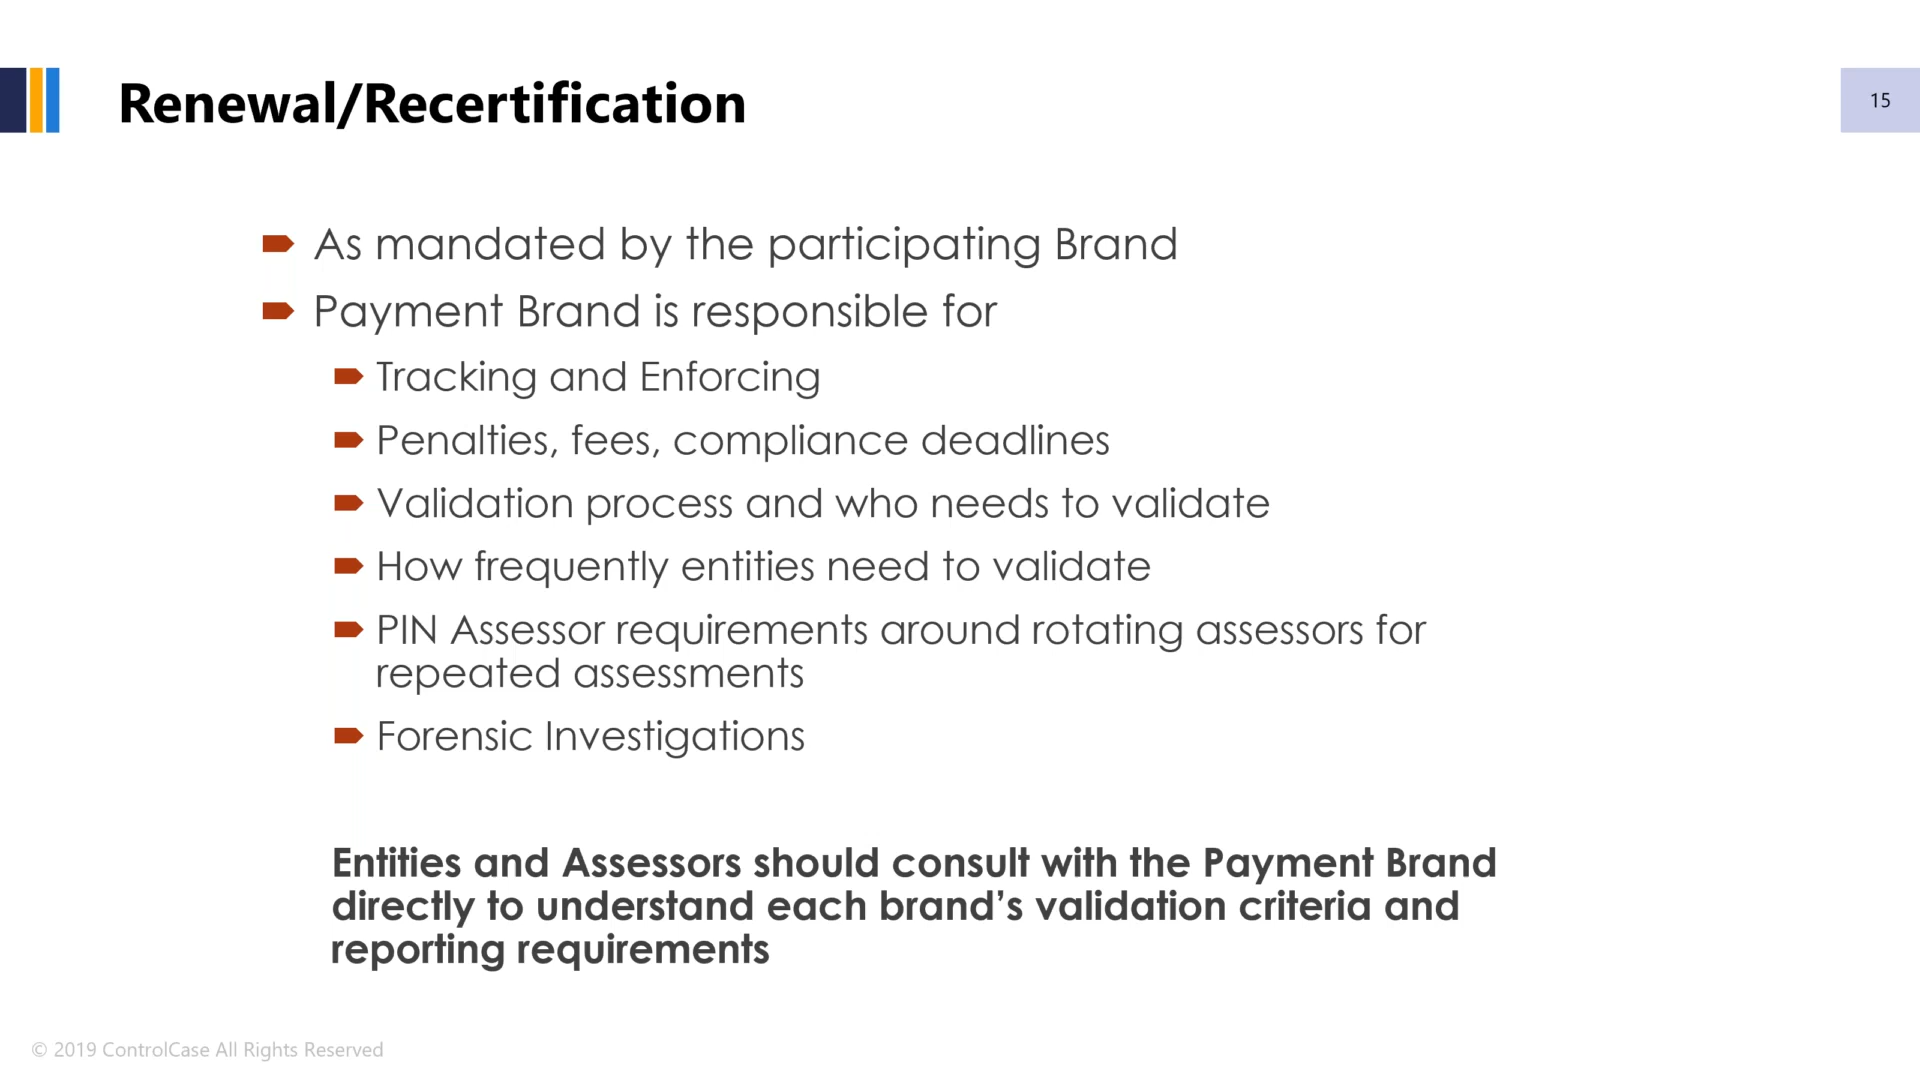 Renewal/Recertification
15
As mandated by the participating Brand
Payment Brand is responsible for
Tracking and Enforcing
Penalties, fees, compliance deadlines
Validation process and who needs to validate
How frequently entities need to validate
PIN Assessor requirements around rotating assessors for
repeated assessments
Forensic Investigations
Entities and Assessors should consult with the Payment Brand
directly to understand each brand’s validation criteria and
reporting requirements
© 2019 ControlCase All Rights Reserved